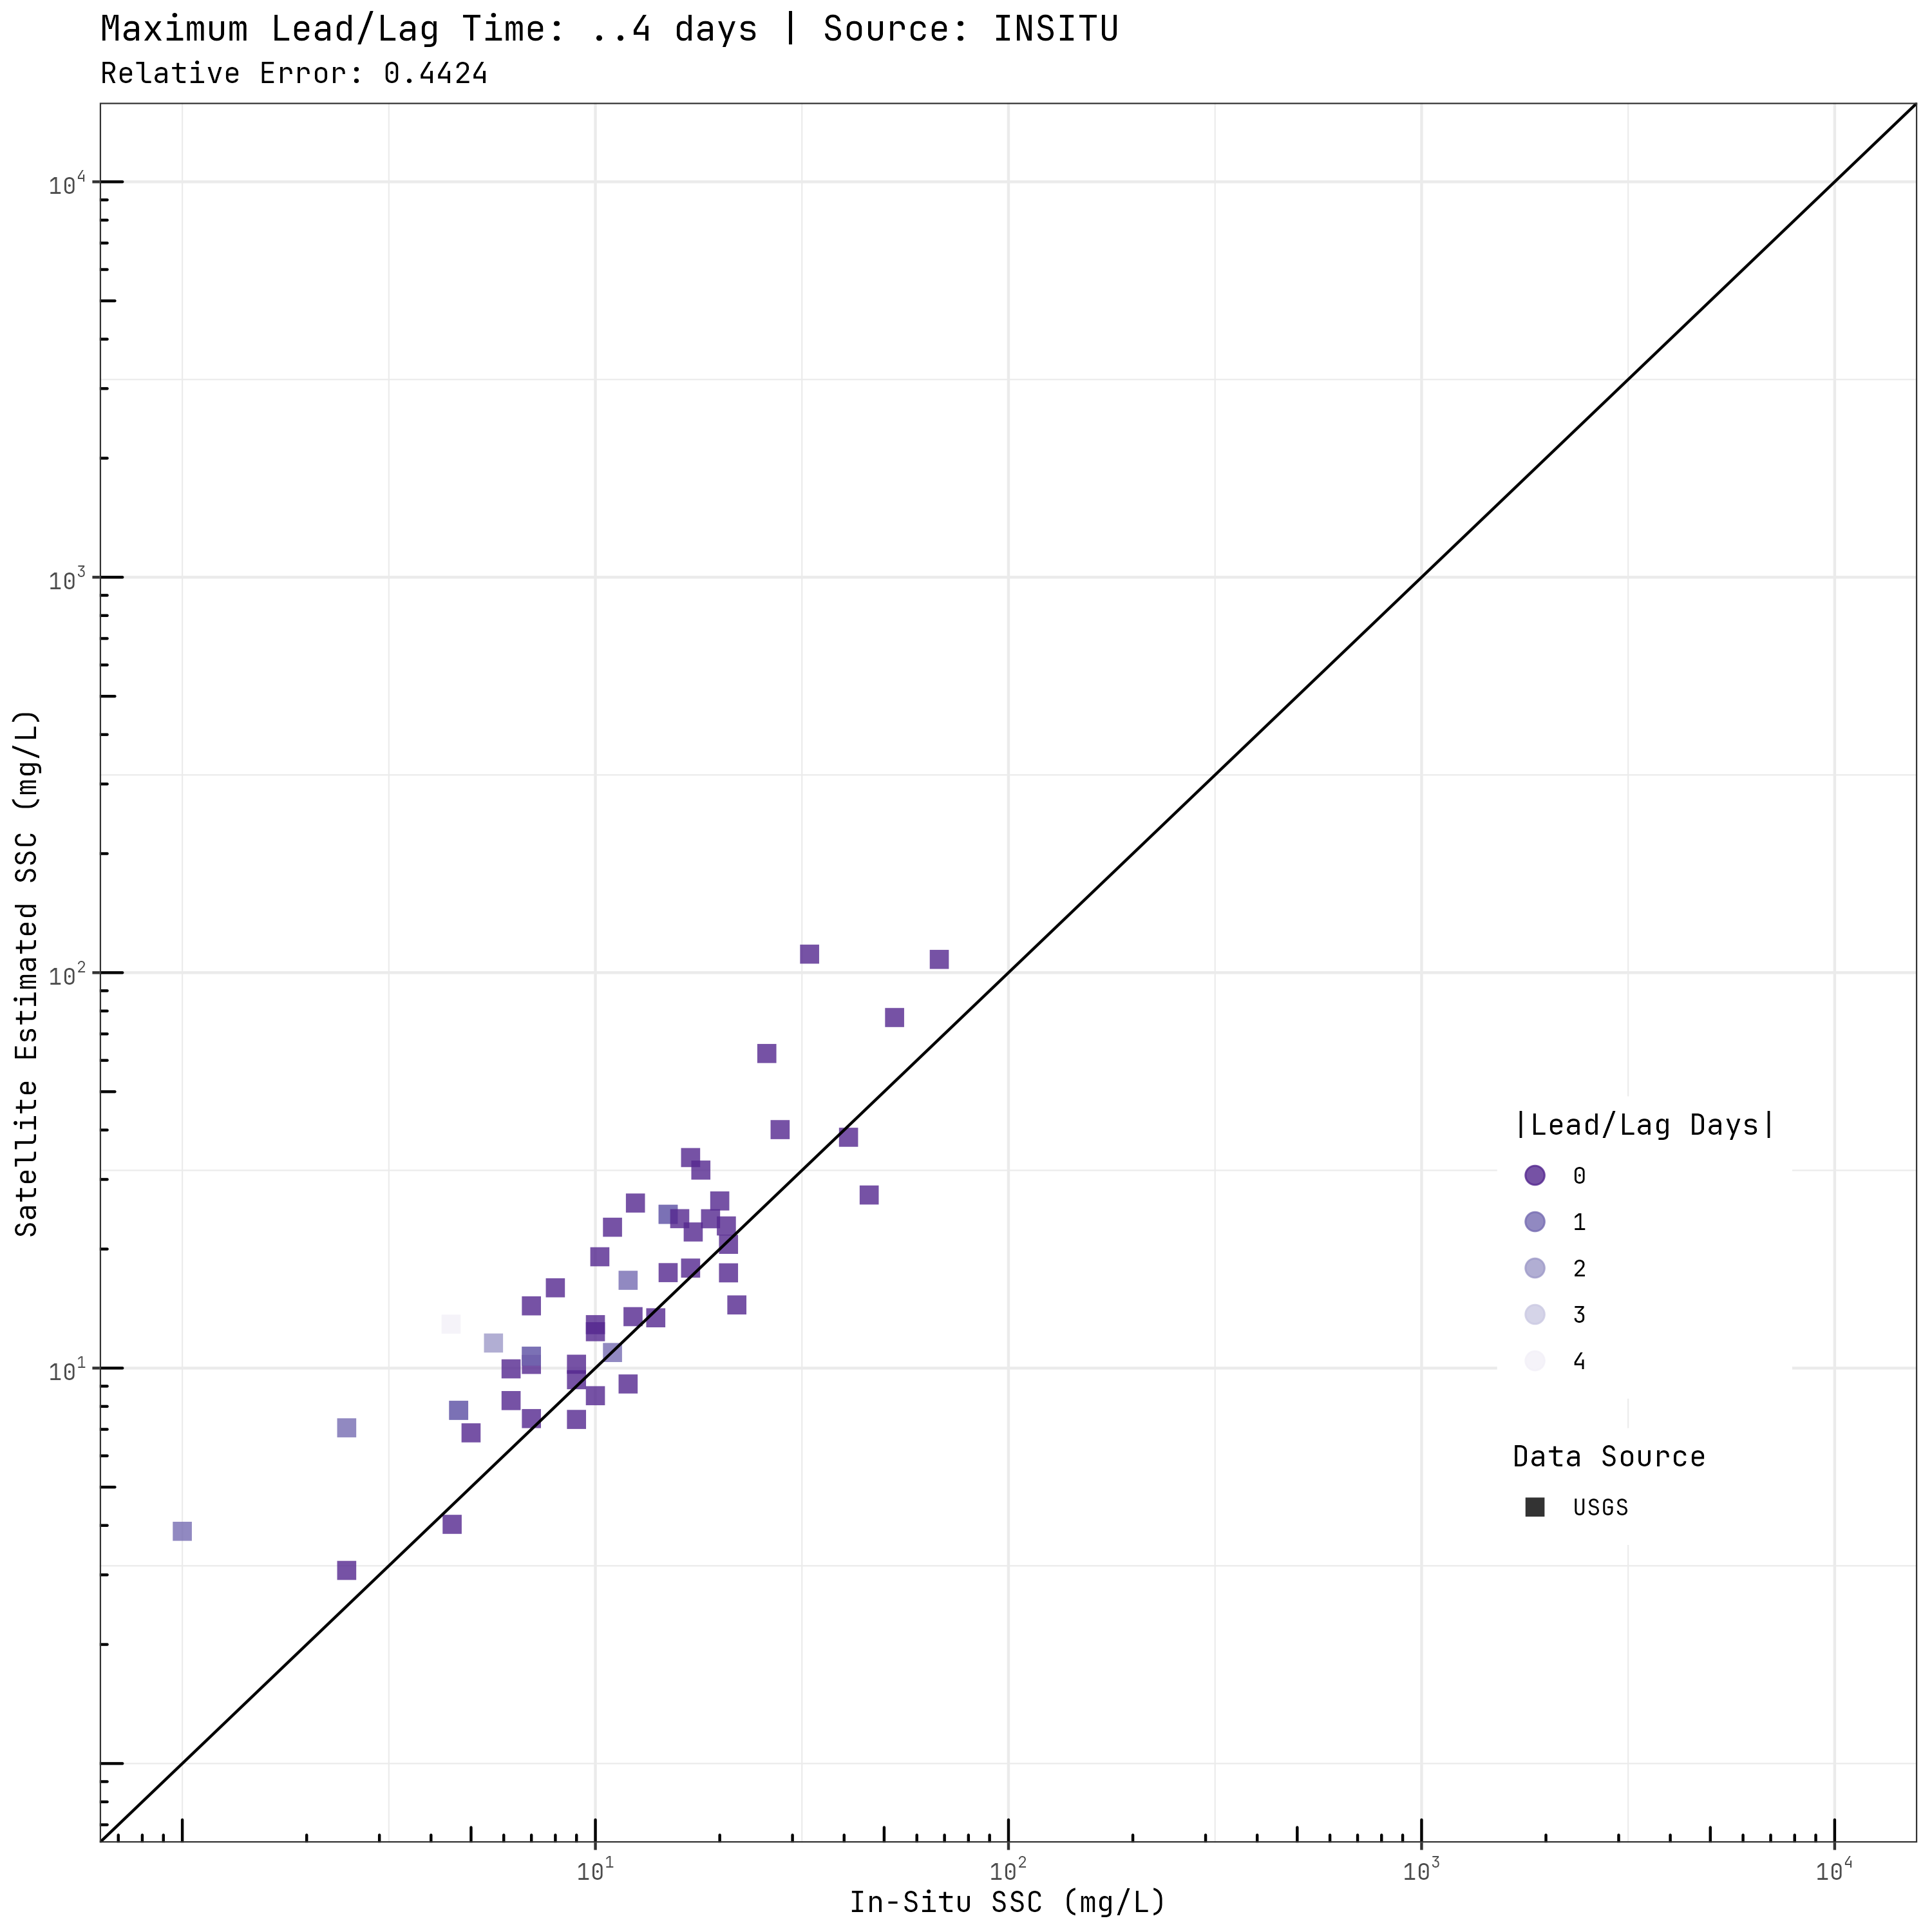 Maximum Lead/Lag Time: ..4 days | Source: INSITU
Relative Error: 0.4424
10⁴
10³
10²
10¹
Satellite Estimated SSC (mg/L)
|Lead/Lag Days|
0
1
2
3
4
Data Source
USGS
10¹ 10² 10³ 10⁴
In-Situ SSC (mg/L)